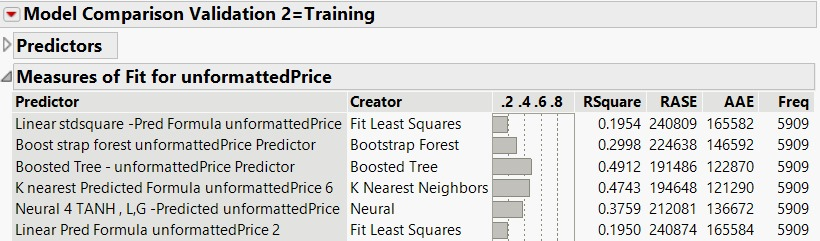 Model Comparison Validation 2=Training
Predictors
Measures of Fit for unformattedPrice
Predictor Creator .2 .4 .6 .8 RSquare RASE AAE Freq
Linear stdsquare -Pred Formula unformattedPrice Fit Least Squares 0.1954 240809 165582 5909
Boost strap forest unformattedPrice Predictor Bootstrap Forest 0.2998 224638 146592 5909
Boosted Tree - unformattedPrice Predictor Boosted Tree 0.4912 191486 122870 5909
K nearest Predicted Formula unformattedPrice 6 K Nearest Neighbors 0.4743 194648 121290 5909
Neural 4 TANH , L,G -Predicted unformattedPrice Neural 0.3759 212081 136672 5909
Linear Pred Formula unformattedPrice 2 Fit Least Squares 0.1950 240874 165584 5909